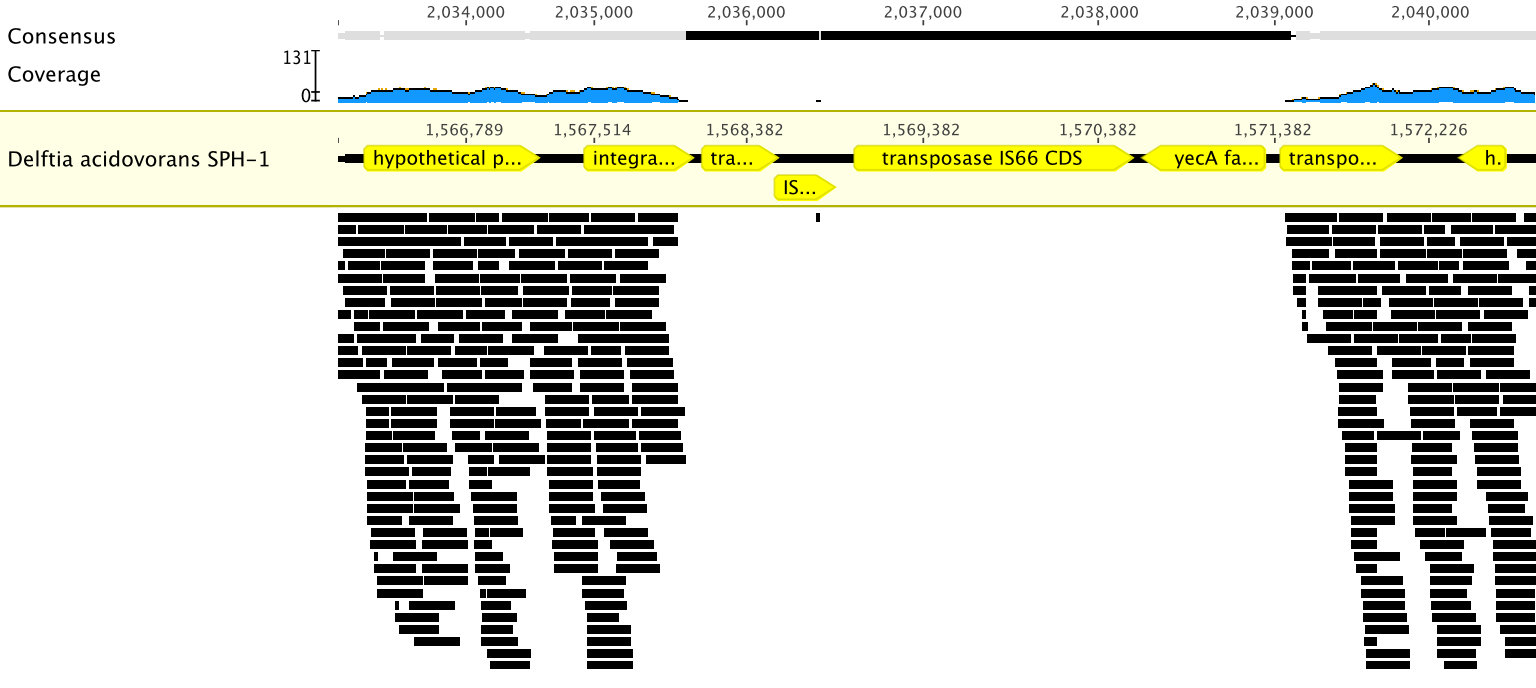 2,034,000 2,035,000 2,036,000 2,037,000 2,038,000 2,039,000 2,040,000
Consensus
131
Coverage
0
1,566,789 1,567,514 1,568,382 1,569,382 1,570,382 1,571,382 1,572,226
Delftia acidovorans SPH-1 hypothetical p... integra... tra... transposase IS66 CDS yecA fa... transpo... h.
IS...